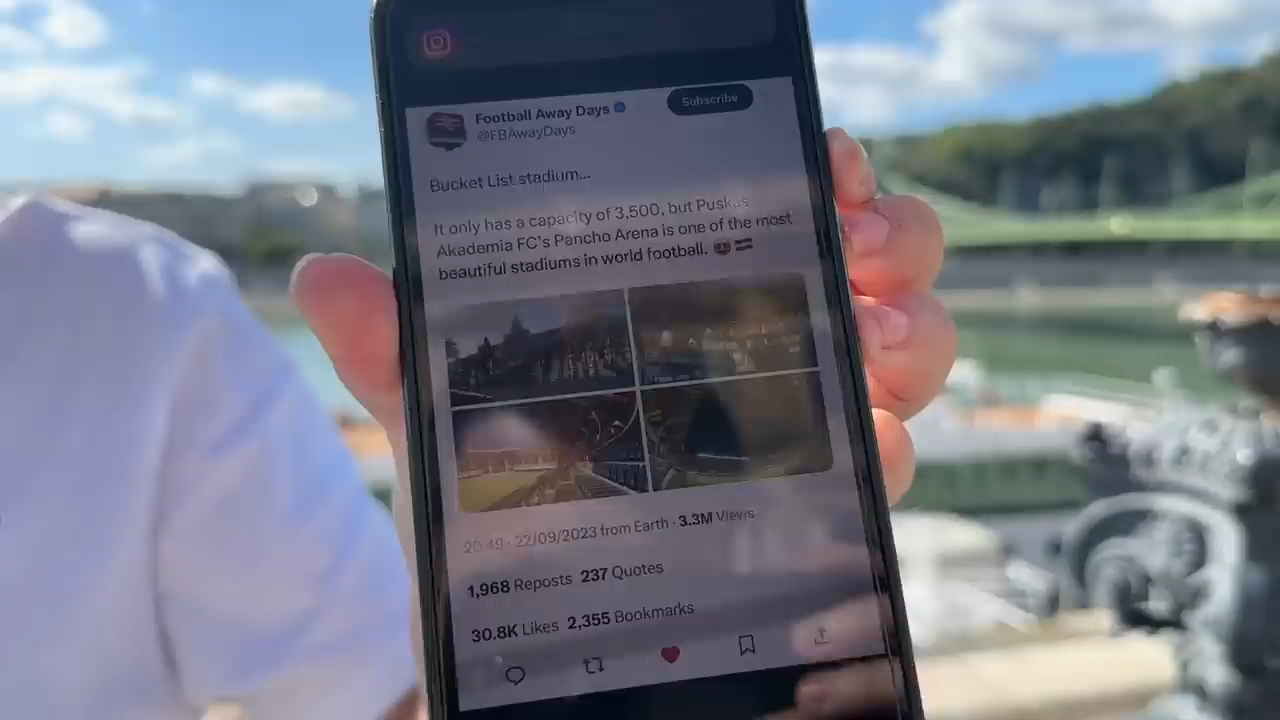 Football Away Days
@FBAwayDays
Subscribe
Bucket List stadium...
It only has a capacity of 3,500, but Puskás
Akademia FC's Pancho Arena is one of the most
beautiful stadiums in world football.
20:49 · 22/09/2023 from Earth · 3.3M Views
1,968 Reposts 237 Quotes
30.8K Likes 2,355 Bookmarks